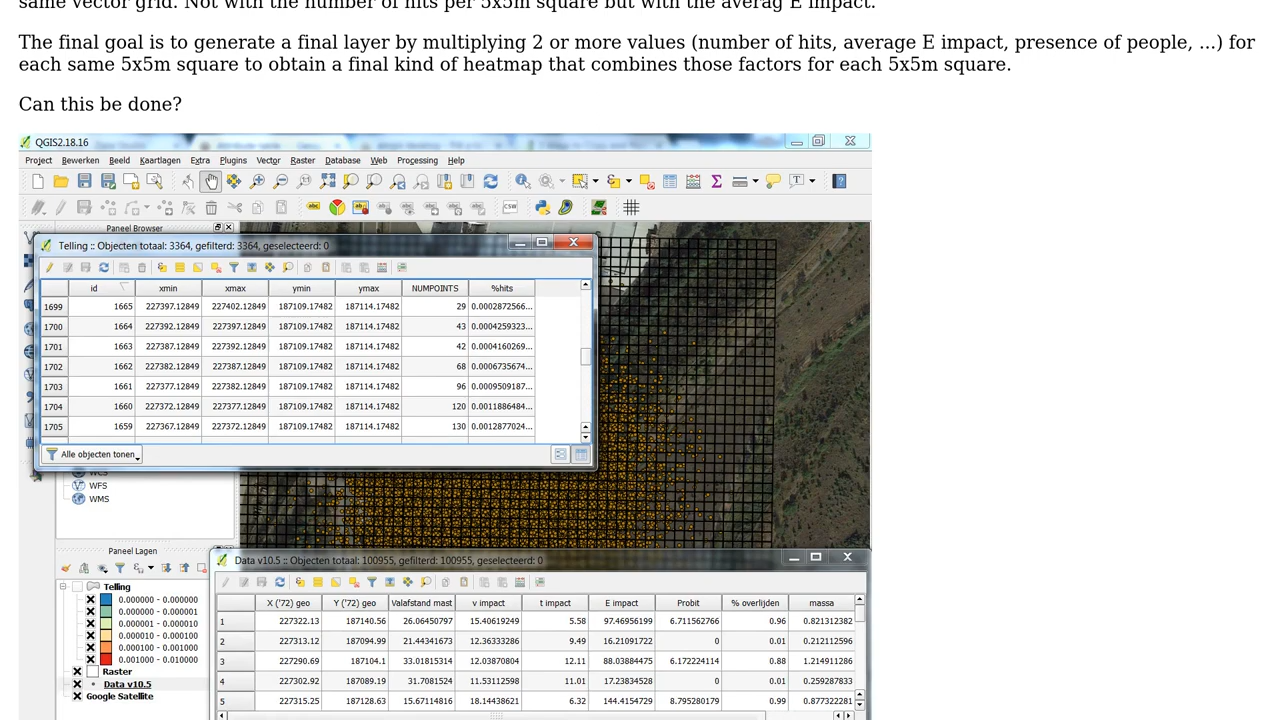 same vector grid. Not with the number of hits per 5x5m square but with the averag E impact.
The final goal is to generate a final layer by multiplying 2 or more values (number of hits, average E impact, presence of people, ...) for
each same 5x5m square to obtain a final kind of heatmap that combines those factors for each 5x5m square.
Can this be done?
QGIS2.18.16
Project Bewerken Beeld Kaartlagen Extra Plugins Vector Raster Database Web Processing Help
Paneel Browser
Telling :: Objecten totaal: 3364, gefilterd: 3364, geselecteerd: 0
id xmin xmax ymin ymax NUMPOINTS %hits
1699 1665 227397.12849 227402.12849 187109.17482 187114.17482 29 0.0002872566...
1700 1664 227392.12849 227397.12849 187109.17482 187114.17482 43 0.0004259323...
1701 1663 227387.12849 227392.12849 187109.17482 187114.17482 42 0.0004160269...
1702 1662 227382.12849 227387.12849 187109.17482 187114.17482 68 0.0006735674...
1703 1661 227377.12849 227382.12849 187109.17482 187114.17482 96 0.0009509187...
1704 1660 227372.12849 227377.12849 187109.17482 187114.17482 120 0.0011886484...
1705 1659 227367.12849 227372.12849 187109.17482 187114.17482 130 0.0012877024...
Alle objecten tonen
WCS
WFS
WMS
Paneel Lagen
Telling
0.000000 - 0.000000
0.000000 - 0.000001
0.000001 - 0.000010
0.000010 - 0.000100
0.000100 - 0.001000
0.001000 - 0.010000
Raster
Data v10.5
Google Satellite
Data v10.5 :: Objecten totaal: 100955, gefilterd: 100955, geselecteerd: 0
X ('72) geo Y ('72) geo Valafstand mast v impact t impact E impact Probit % overlijden massa
1 227322.13 187140.56 26.06450797 15.40619249 5.58 97.46956199 6.711562766 0.96 0.821312382
2 227313.12 187094.99 21.44341673 12.36333286 9.49 16.21091722 0 0.01 0.212112596
3 227290.69 187104.1 33.01815314 12.03870804 12.11 88.03884475 6.172224114 0.88 1.214911286
4 227302.92 187089.19 31.7081524 11.53112598 11.01 17.23834528 0 0.01 0.259287833
5 227315.25 187128.63 15.67114816 18.14438621 6.32 144.4154729 8.795280179 0.99 0.877322281